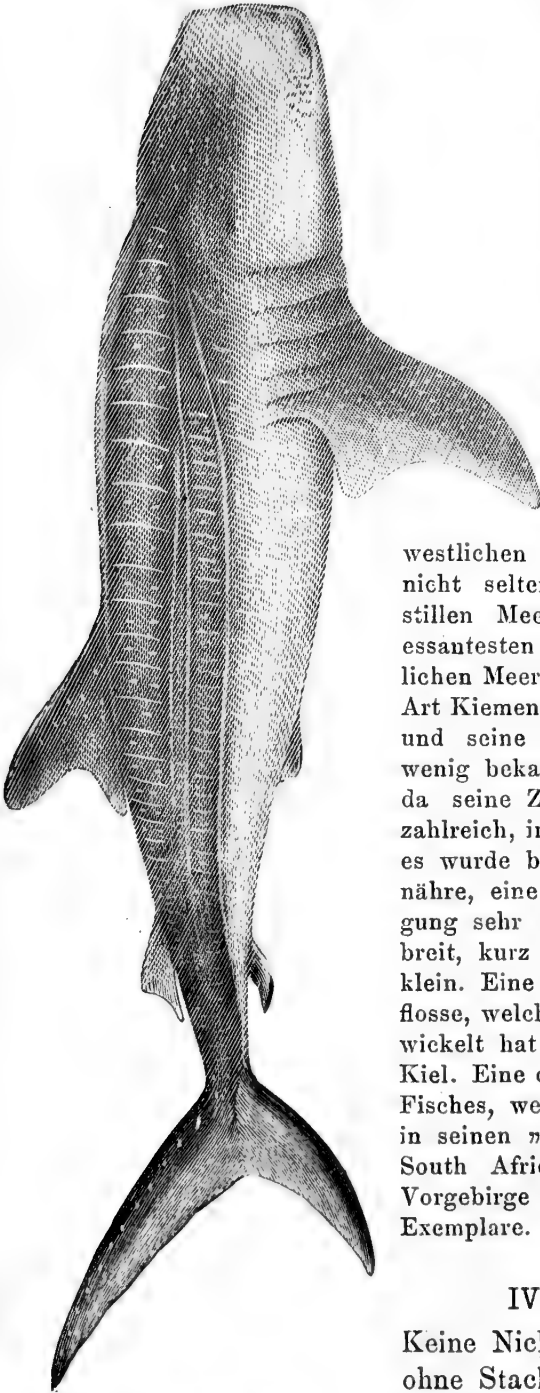 westlichen
nicht selten
stillen Mee
essantesten
lichen Meer
Art Kiemen
und seine
wenig beka
da seine Z
zahlreich, in
es wurde b
nähre, eine
gung sehr
breit, kurz
klein. Eine
flosse, welch
wickelt hat
Kiel. Eine
Fisches, we
in seinen
South Afri
Vorgebirge
Exemplare.
IV
Keine Nich
ohne Stach